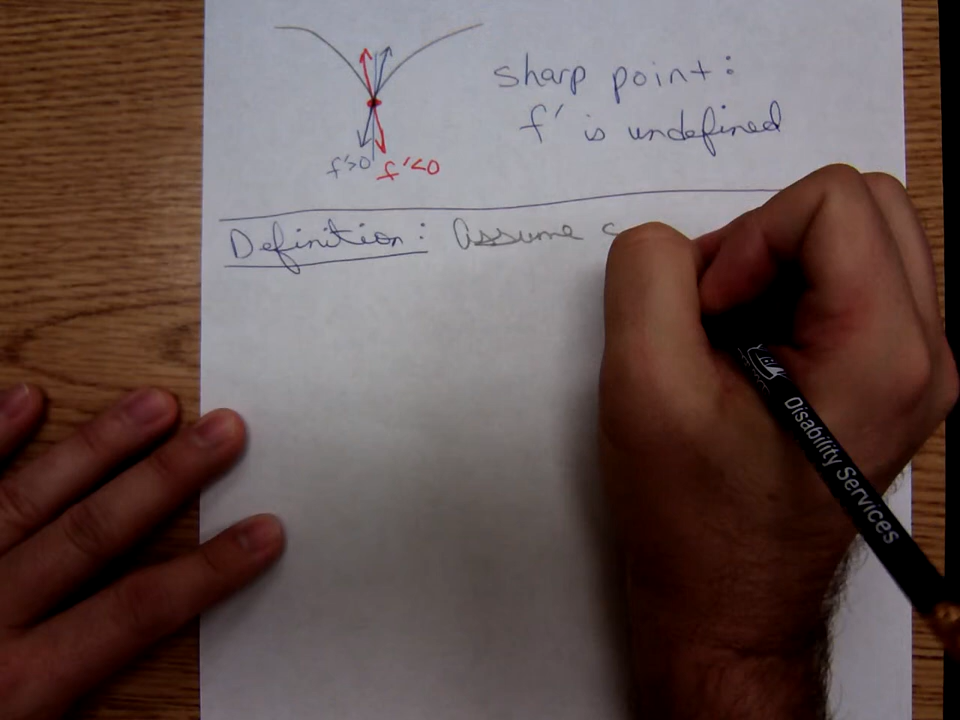 sharp point:
f' is undefined
f'>0
f'<0
Definition: Assume c
Disability Services